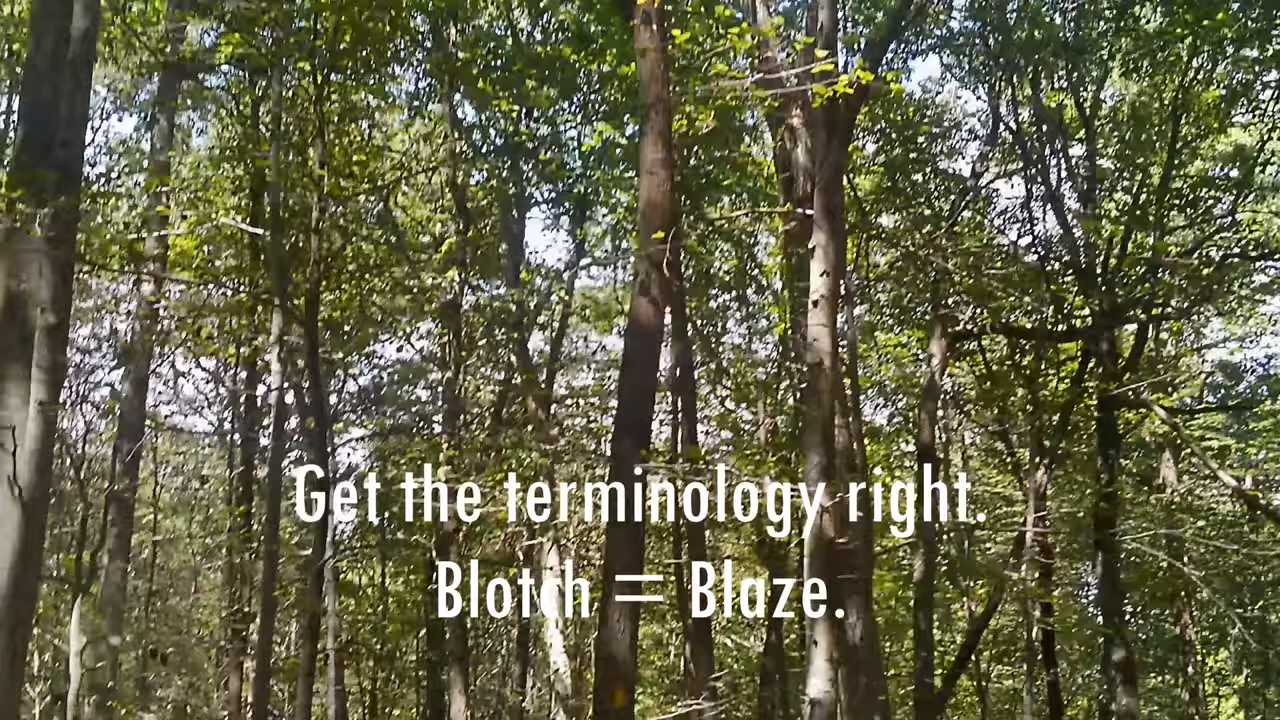 Get the terminology right.
Blotch = Blaze.